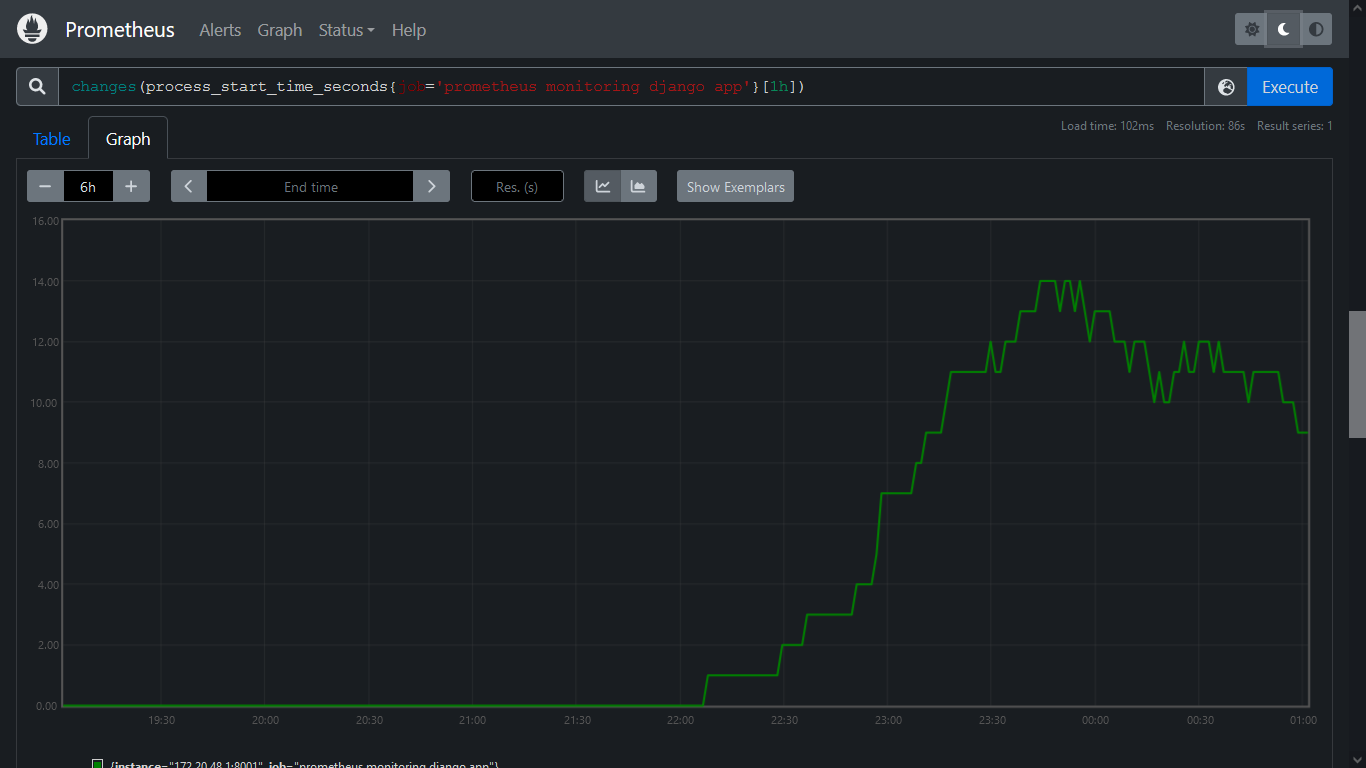 Prometheus Alerts Graph Status Help
changes(process_start_time_seconds{job='prometheus monitoring django app'}[1h]) Execute
Load time: 102ms Resolution: 86s Result series: 1
Table Graph
6h End time Res. (s) Show Exemplars
16.00
14.00
12.00
10.00
8.00
6.00
4.00
2.00
0.00
19:30 20:00 20:30 21:00 21:30 22:00 22:30 23:00 23:30 00:00 00:30 01:00
{instance="172.20.48.1:8001", job="prometheus monitoring django app"}